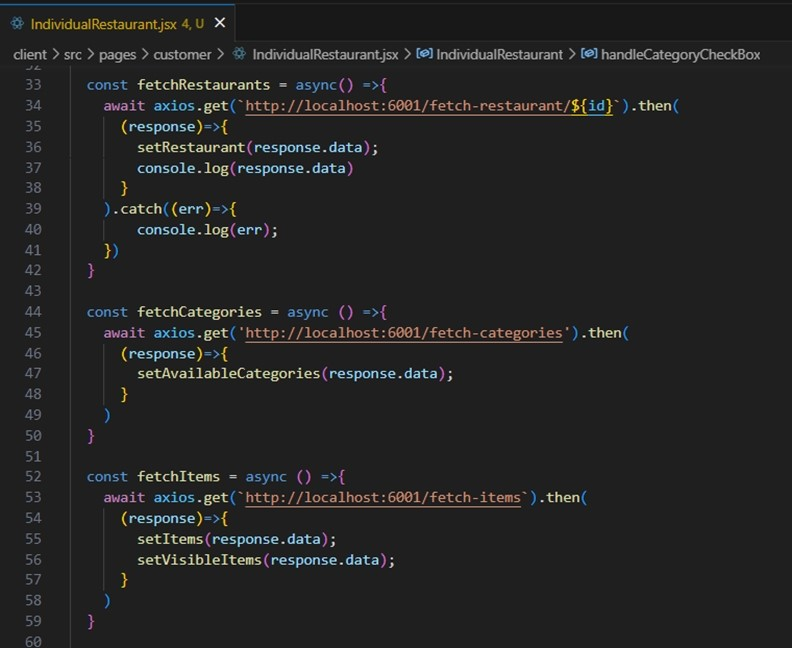 IndividualRestaurant.jsx 4, U ×
client > src > pages > customer > IndividualRestaurant.jsx > IndividualRestaurant > handleCategoryCheckBox
32
33 const fetchRestaurants = async() =>{
34 await axios.get(`http://localhost:6001/fetch-restaurant/${id}`).then(
35 (response)=>{
36 setRestaurant(response.data);
37 console.log(response.data)
38 }
39 ).catch((err)=>{
40 console.log(err);
41 })
42 }
43
44 const fetchCategories = async () =>{
45 await axios.get('http://localhost:6001/fetch-categories').then(
46 (response)=>{
47 setAvailableCategories(response.data);
48 }
49 )
50 }
51
52 const fetchItems = async () =>{
53 await axios.get(`http://localhost:6001/fetch-items`).then(
54 (response)=>{
55 setItems(response.data);
56 setVisibleItems(response.data);
57 }
58 )
59 }
60